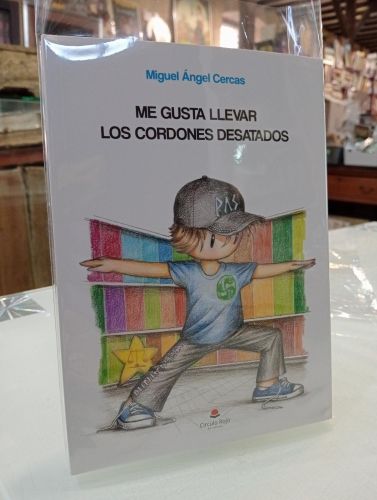 Miguel Ángel Cercas
ME GUSTA LLEVAR
LOS CORDONES DESATADOS
PAS
Círculo Rojo